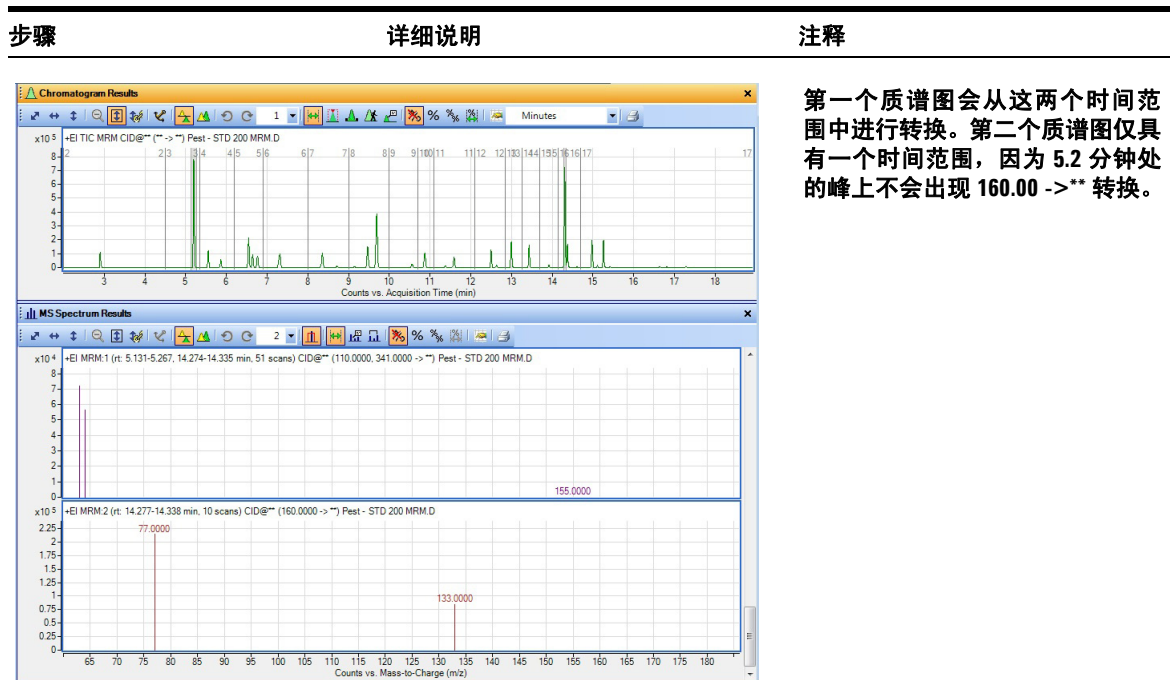 步骤 详细说明 注释
Chromatogram Results
1 Minutes
x10 5 +EI TIC MRM CID@** (** -> **) Pest - STD 200 MRM.D
8
7
6
5
4
3
2
1
0
3 4 5 6 7 8 9 10 11 12 13 14 15 16 17 18
Counts vs. Acquisition Time (min)
MS Spectrum Results
2
x10 4 +EI MRM:1 (rt: 5.131-5.267, 14.274-14.335 min, 51 scans) CID@** (110.0000, 341.0000 -> **) Pest - STD 200 MRM.D
8
7
6
5
4
3
2
1
0
155.0000
x10 5 +EI MRM:2 (rt: 14.277-14.338 min, 10 scans) CID@** (160.0000 -> **) Pest - STD 200 MRM.D
2.25
2
1.75
1.5
1.25
1
0.75
0.5
0.25
0
77.0000
133.0000
65 70 75 80 85 90 95 100 105 110 115 120 125 130 135 140 145 150 155 160 165 170 175 180
Counts vs. Mass-to-Charge (m/z)
第一个质谱图会从这两个时间范
围中进行转换。第二个质谱图仅具
有一个时间范围，因为 5.2 分钟处
的峰上不会出现 160.00 ->** 转换。